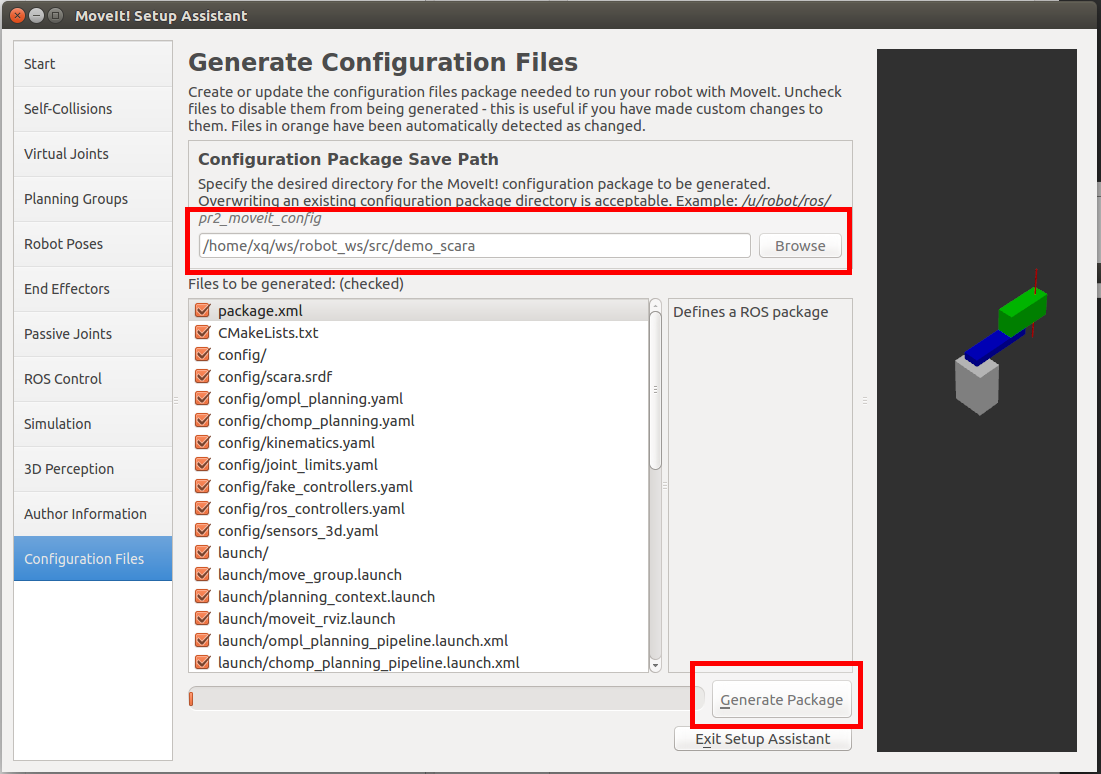 MoveIt! Setup Assistant
Start
Self-Collisions
Virtual Joints
Planning Groups
Robot Poses
End Effectors
Passive Joints
ROS Control
Simulation
3D Perception
Author Information
Configuration Files
Generate Configuration Files
Create or update the configuration files package needed to run your robot with MoveIt. Uncheck
files to disable them from being generated - this is useful if you have made custom changes to
them. Files in orange have been automatically detected as changed.
Configuration Package Save Path
Specify the desired directory for the MoveIt! configuration package to be generated.
Overwriting an existing configuration package directory is acceptable. Example: /u/robot/ros/
pr2_moveit_config
/home/xq/ws/robot_ws/src/demo_scara
Browse
Files to be generated: (checked)
package.xml
CMakeLists.txt
config/
config/scara.srdf
config/ompl_planning.yaml
config/chomp_planning.yaml
config/kinematics.yaml
config/joint_limits.yaml
config/fake_controllers.yaml
config/ros_controllers.yaml
config/sensors_3d.yaml
launch/
launch/move_group.launch
launch/planning_context.launch
launch/moveit_rviz.launch
launch/ompl_planning_pipeline.launch.xml
launch/chomp_planning_pipeline.launch.xml
Defines a ROS package
Generate Package
Exit Setup Assistant